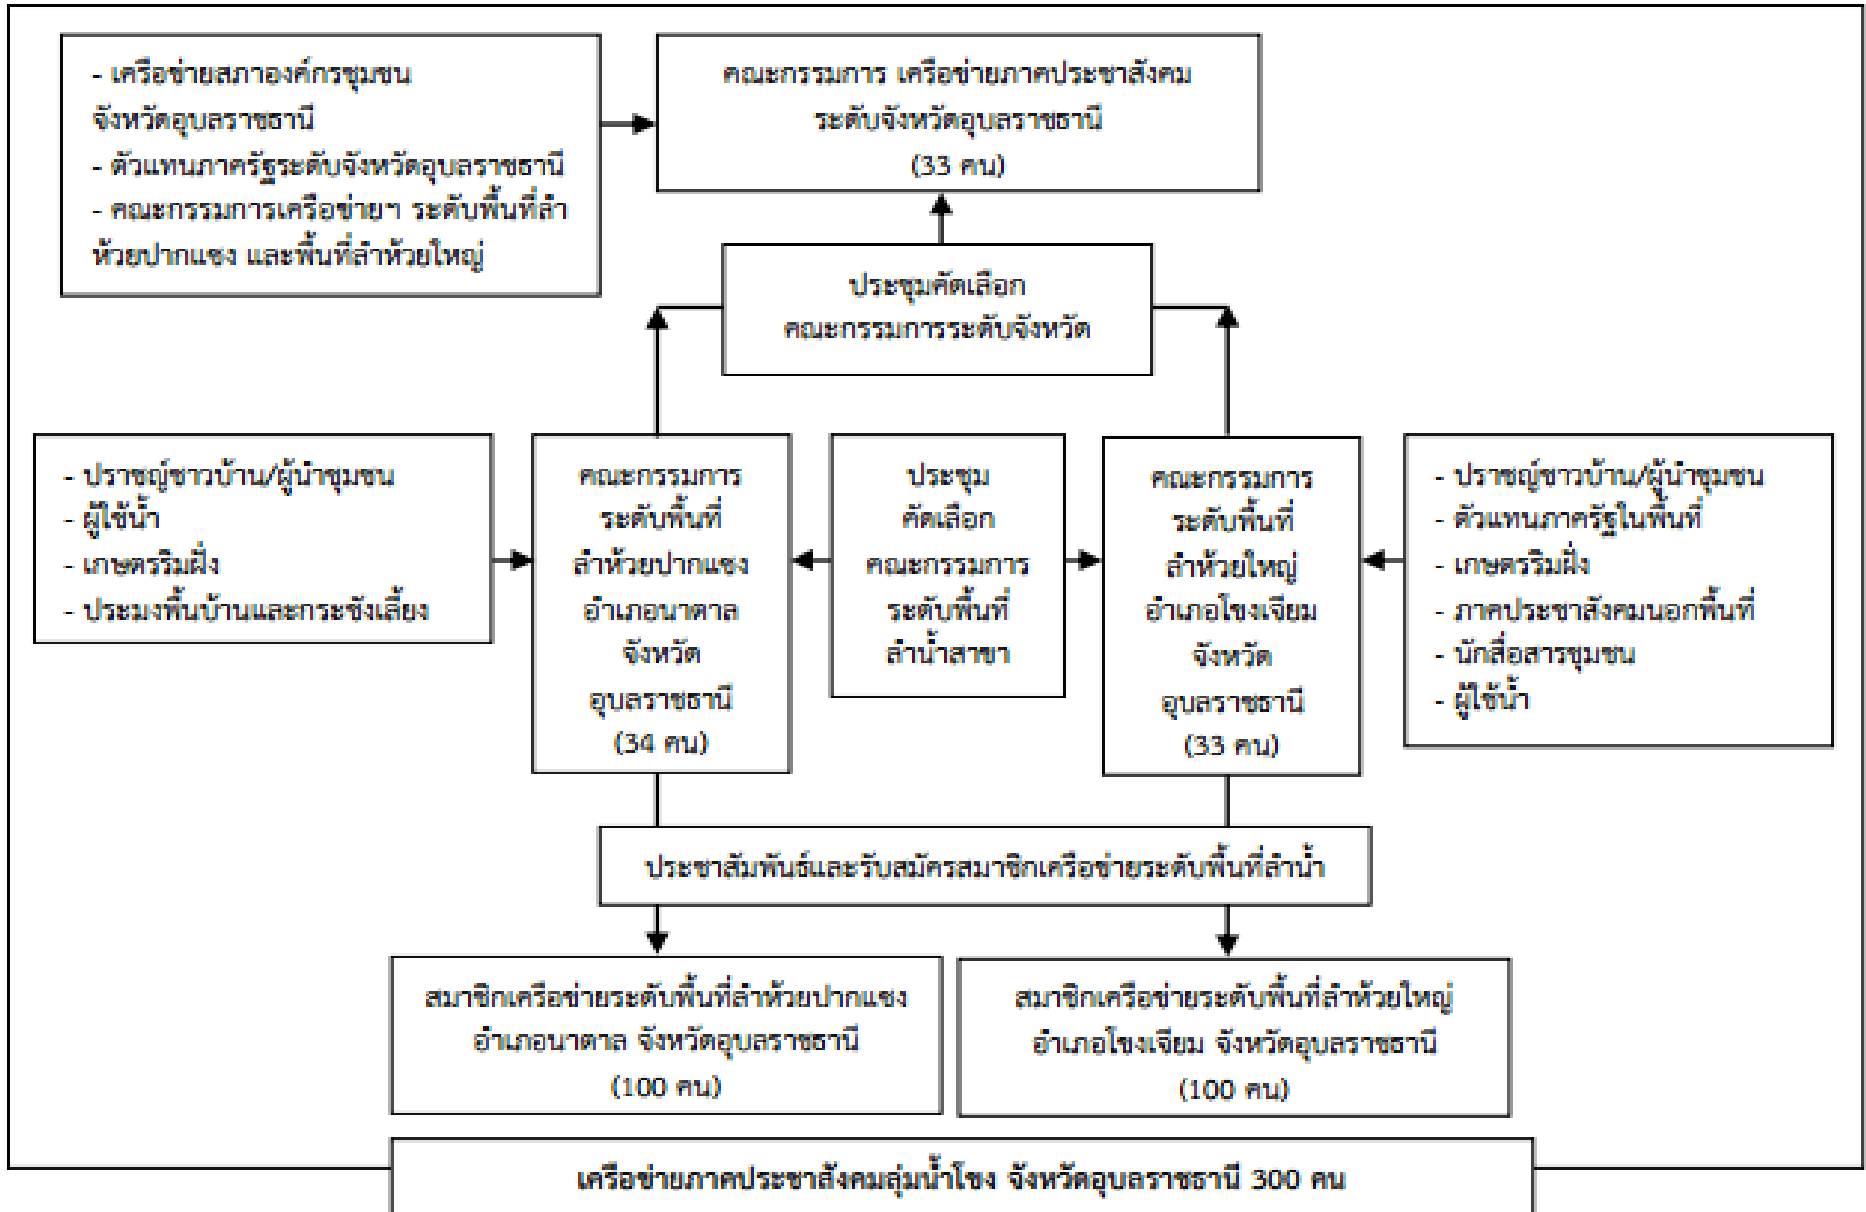 - เครือข่ายสภาองค์กรชุมชน
จังหวัดอุบลราชธานี
- ตัวแทนภาครัฐระดับจังหวัดอุบลราชธานี
- คณะกรรมการเครือข่ายฯ ระดับพื้นที่ลำ
ห้วยปากแซง และพื้นที่ลำห้วยใหญ่
คณะกรรมการ เครือข่ายภาคประชาสังคม
ระดับจังหวัดอุบลราชธานี
(33 คน)
ประชุมคัดเลือก
คณะกรรมการระดับจังหวัด
- ปราชญ์ชาวบ้าน/ผู้นำชุมชน
- ผู้ใช้น้ำ
- เกษตรริมฝั่ง
- ประมงพื้นบ้านและกระชังเลี้ยง
คณะกรรมการ
ระดับพื้นที่
ลำห้วยปากแซง
อำเภอนาตาล
จังหวัด
อุบลราชธานี
(34 คน)
ประชุม
คัดเลือก
คณะกรรมการ
ระดับพื้นที่
ลำน้ำสาขา
คณะกรรมการ
ระดับพื้นที่
ลำห้วยใหญ่
อำเภอโขงเจียม
จังหวัด
อุบลราชธานี
(33 คน)
- ปราชญ์ชาวบ้าน/ผู้นำชุมชน
- ตัวแทนภาครัฐในพื้นที่
- เกษตรริมฝั่ง
- ภาคประชาสังคมนอกพื้นที่
- นักสื่อสารชุมชน
- ผู้ใช้น้ำ
ประชาสัมพันธ์และรับสมัครสมาชิกเครือข่ายระดับพื้นที่ลำน้ำ
สมาชิกเครือข่ายระดับพื้นที่ลำห้วยปากแซง
อำเภอนาตาล จังหวัดอุบลราชธานี
(100 คน)
สมาชิกเครือข่ายระดับพื้นที่ลำห้วยใหญ่
อำเภอโขงเจียม จังหวัดอุบลราชธานี
(100 คน)
เครือข่ายภาคประชาสังคมลุ่มน้ำโขง จังหวัดอุบลราชธานี 300 คน